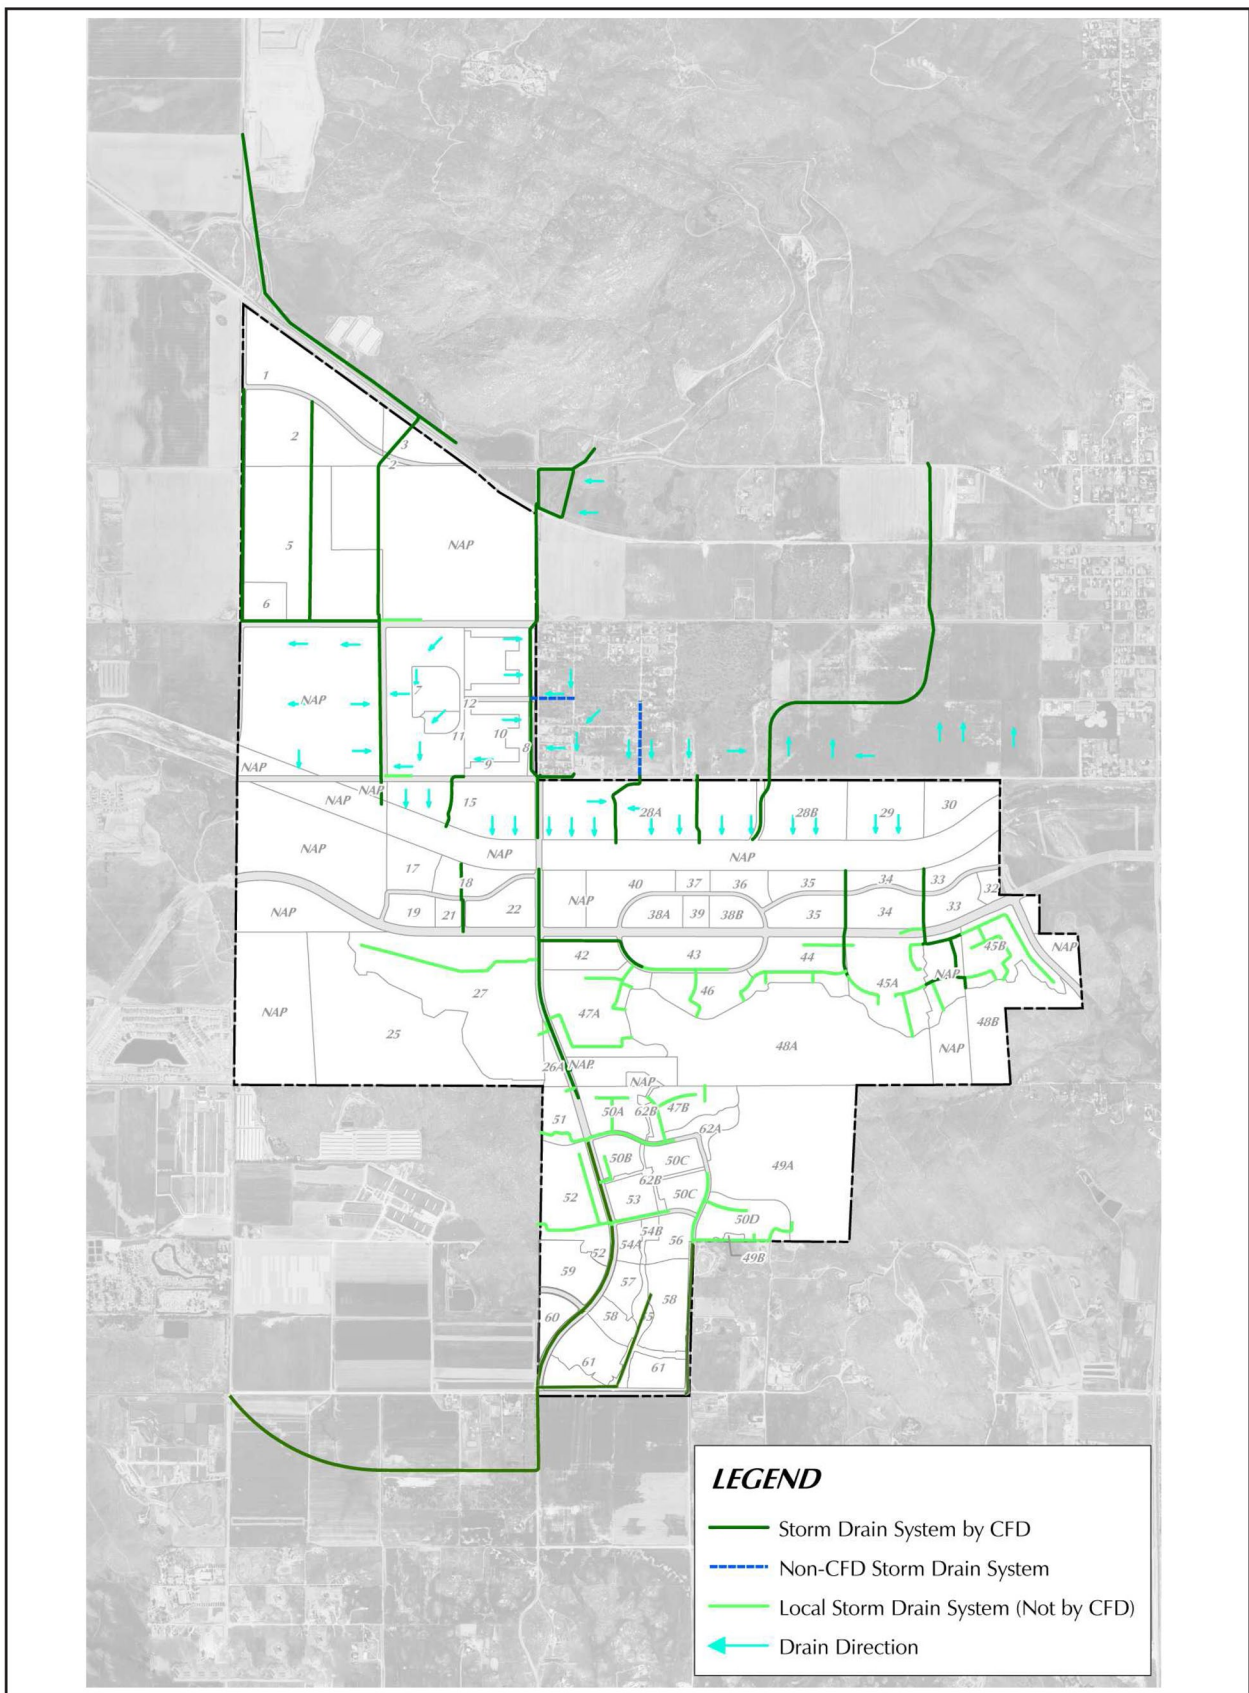 1
2
3
2
5
NAP
6
NAP
7
12
11
10
9
8
NAP
NAP
NAP
15
28A
28B
29
30
NAP
NAP
NAP
17
18
40
37
36
35
34
33
32
NAP
19
21
22
NAP
38A
39
38B
35
34
33
42
43
44
45B
NAP
27
46
45A
NAP
NAP
25
47A
48A
48B
26A
NAP
NAP
NAP
51
50A
62B
47B
62A
50B
50C
49A
62B
52
53
50C
50D
54B
54A
56
52
49B
59
57
58
60
58
61
61
LEGEND
Storm Drain System by CFD
Non-CFD Storm Drain System
Local Storm Drain System (Not by CFD)
Drain Direction